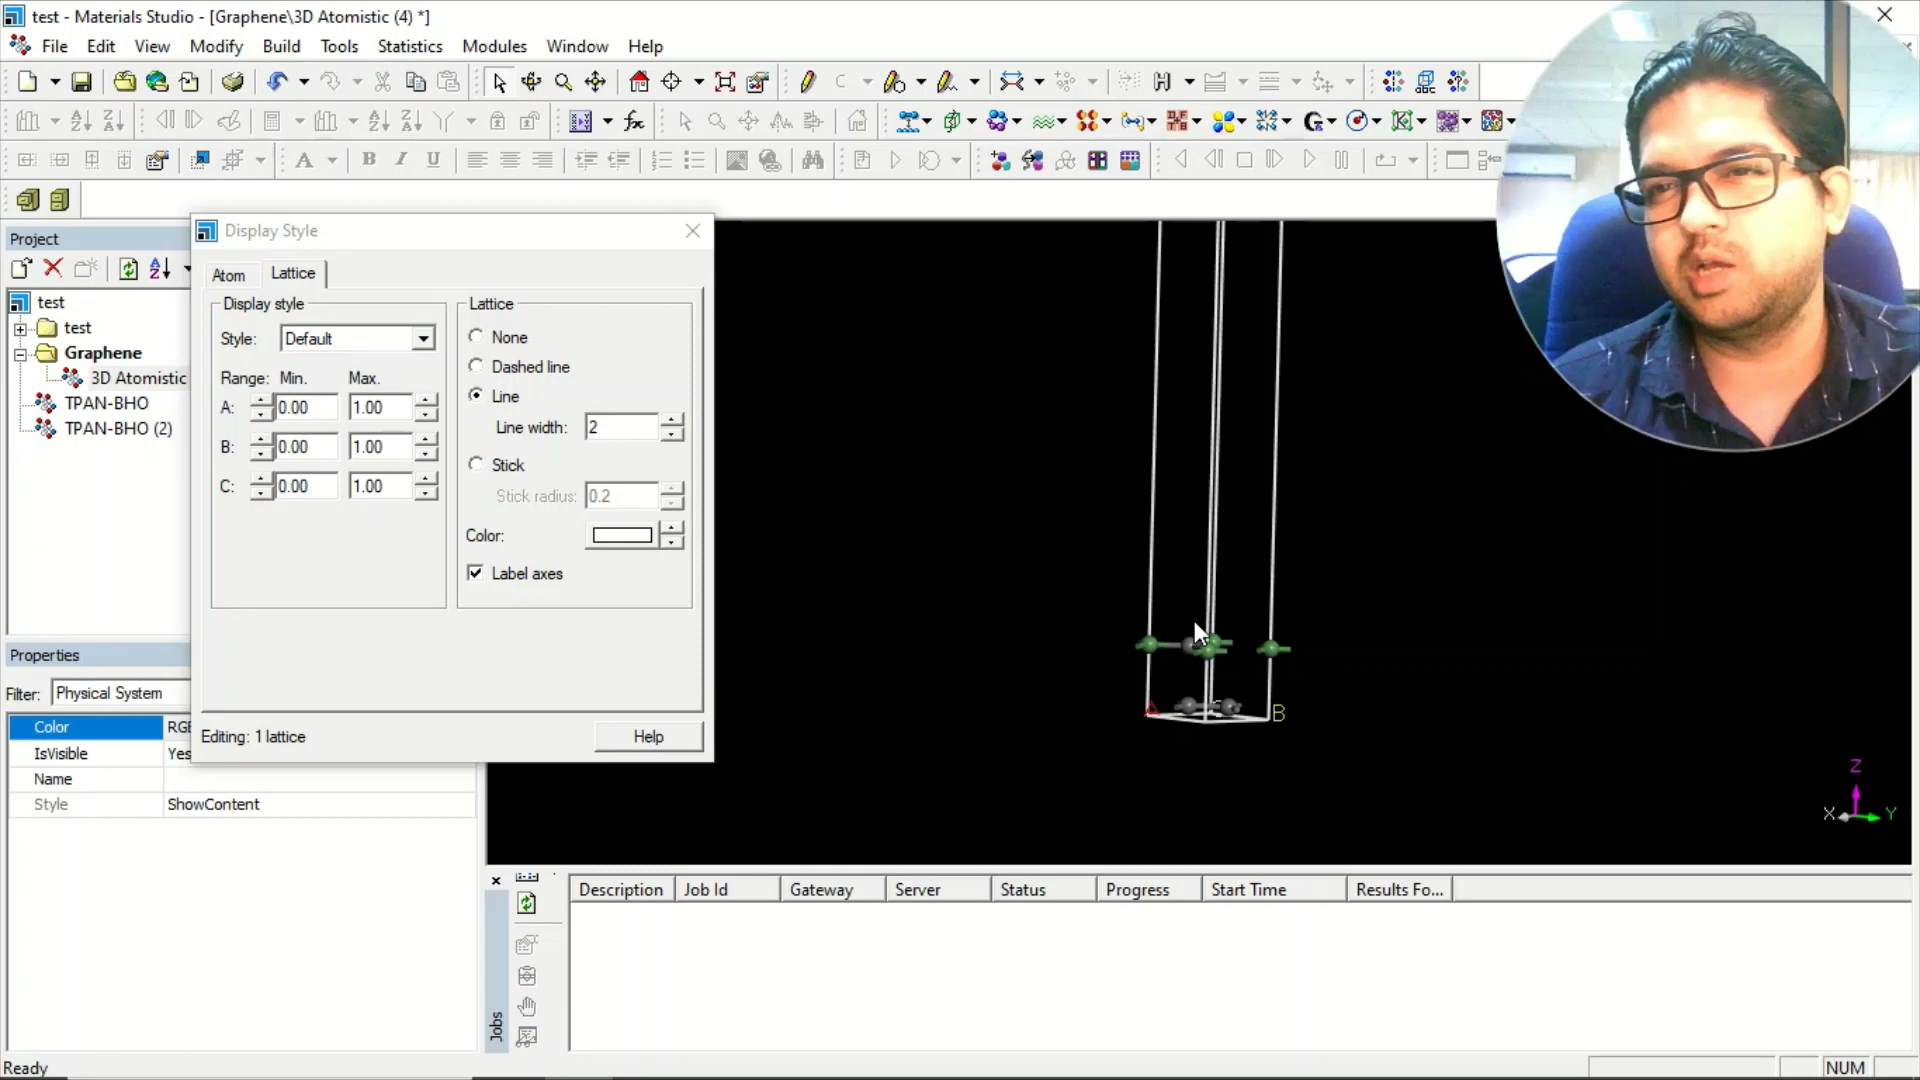 test - Materials Studio - [Graphene\3D Atomistic (4) *]
File Edit View Modify Build Tools Statistics Modules Window Help
Project
Display Style
Atom Lattice
test
test
Graphene
3D Atomistic
TPAN-BHO
TPAN-BHO (2)
Display style
Style: Default
Range: Min. Max.
A: 0.00 1.00
B: 0.00 1.00
C: 0.00 1.00
Lattice
None
Dashed line
Line
Line width: 2
Stick
Stick radius: 0.2
Color:
Label axes
Editing: 1 lattice
Help
A
B
Z
X
Y
Properties
Filter: Physical System
Color
IsVisible Yes
Name
Style ShowContent
Jobs
Description Job Id Gateway Server Status Progress Start Time Results Fo...
Ready
NUM